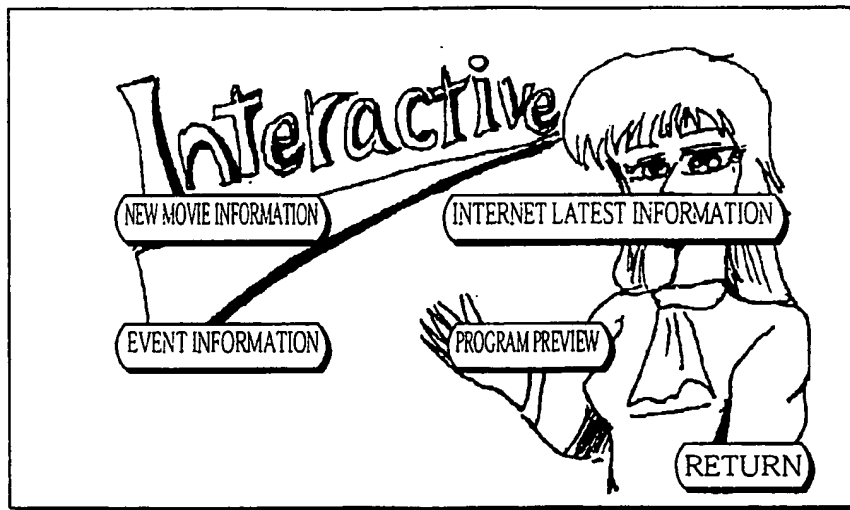 Interactive
NEW MOVIE INFORMATION
INTERNET LATEST INFORMATION
EVENT INFORMATION
PROGRAM PREVIEW
RETURN